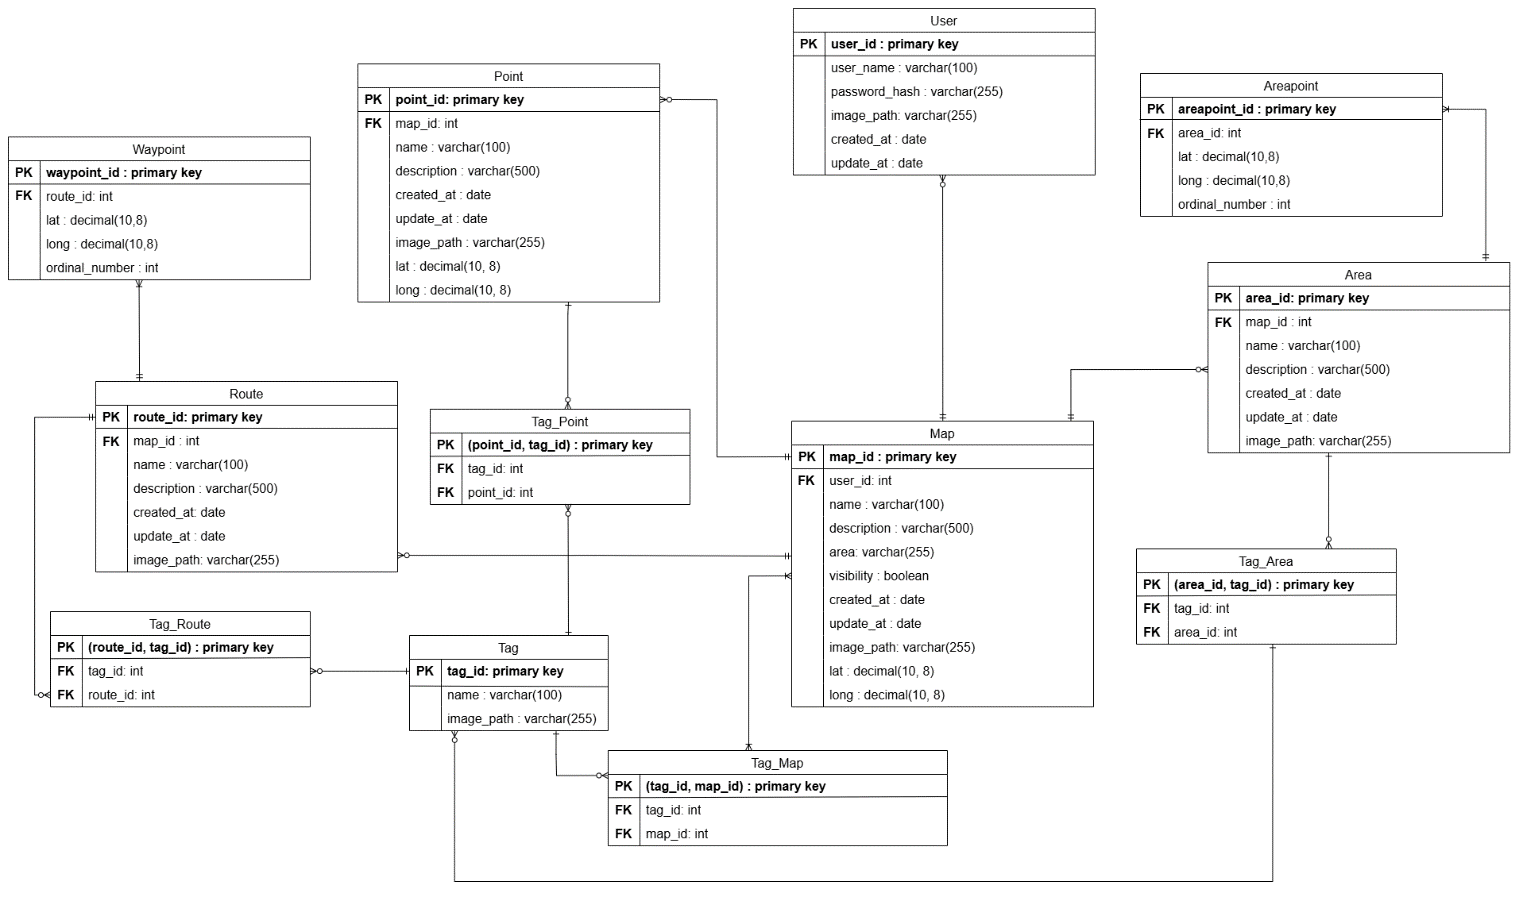 User
PK user_id : primary key
user_name : varchar(100)
password_hash : varchar(255)
image_path: varchar(255)
created_at : date
update_at : date
Point
PK point_id: primary key
FK map_id: int
name : varchar(100)
description : varchar(500)
created_at : date
update_at : date
image_path : varchar(255)
lat : decimal(10, 8)
long : decimal(10, 8)
Areapoint
PK areapoint_id : primary key
FK area_id: int
lat : decimal(10,8)
long : decimal(10,8)
ordinal_number : int
Waypoint
PK waypoint_id : primary key
FK route_id: int
lat : decimal(10,8)
long : decimal(10,8)
ordinal_number : int
Area
PK area_id: primary key
FK map_id : int
name : varchar(100)
description : varchar(500)
created_at : date
update_at : date
image_path: varchar(255)
Route
PK route_id: primary key
FK map_id : int
name : varchar(100)
description : varchar(500)
created_at: date
update_at : date
image_path: varchar(255)
Tag_Point
PK (point_id, tag_id) : primary key
FK tag_id: int
FK point_id: int
Map
PK map_id : primary key
FK user_id: int
name : varchar(100)
description : varchar(500)
area: varchar(255)
visibility : boolean
created_at : date
update_at : date
image_path: varchar(255)
lat : decimal(10, 8)
long : decimal(10, 8)
Tag_Area
PK (area_id, tag_id) : primary key
FK tag_id: int
FK area_id: int
Tag_Route
PK (route_id, tag_id) : primary key
FK tag_id: int
FK route_id: int
Tag
PK tag_id: primary key
name : varchar(100)
image_path : varchar(255)
Tag_Map
PK (tag_id, map_id) : primary key
FK tag_id: int
FK map_id: int